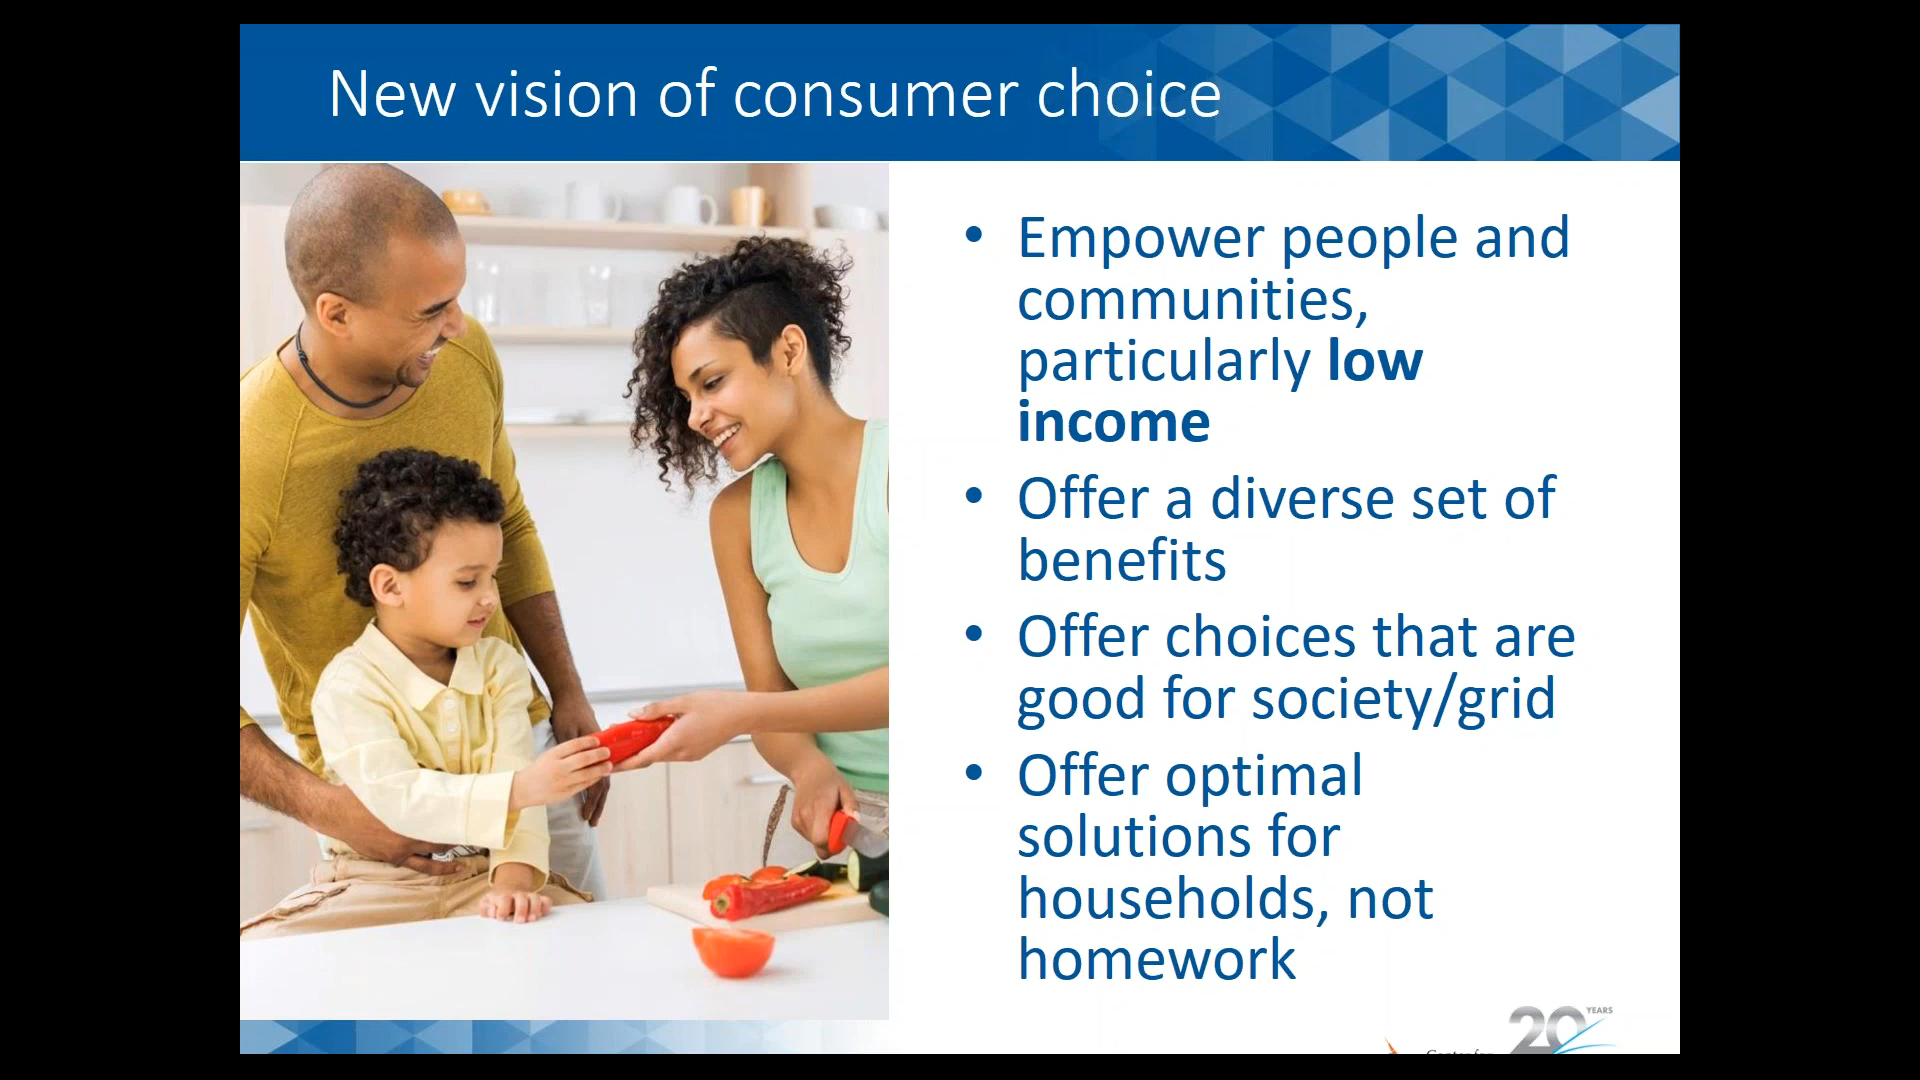 New vision of consumer choice
• Empower people and
communities,
particularly low
income
• Offer a diverse set of
benefits
• Offer choices that are
good for society/grid
• Offer optimal
solutions for
households, not
homework
20 YEARS